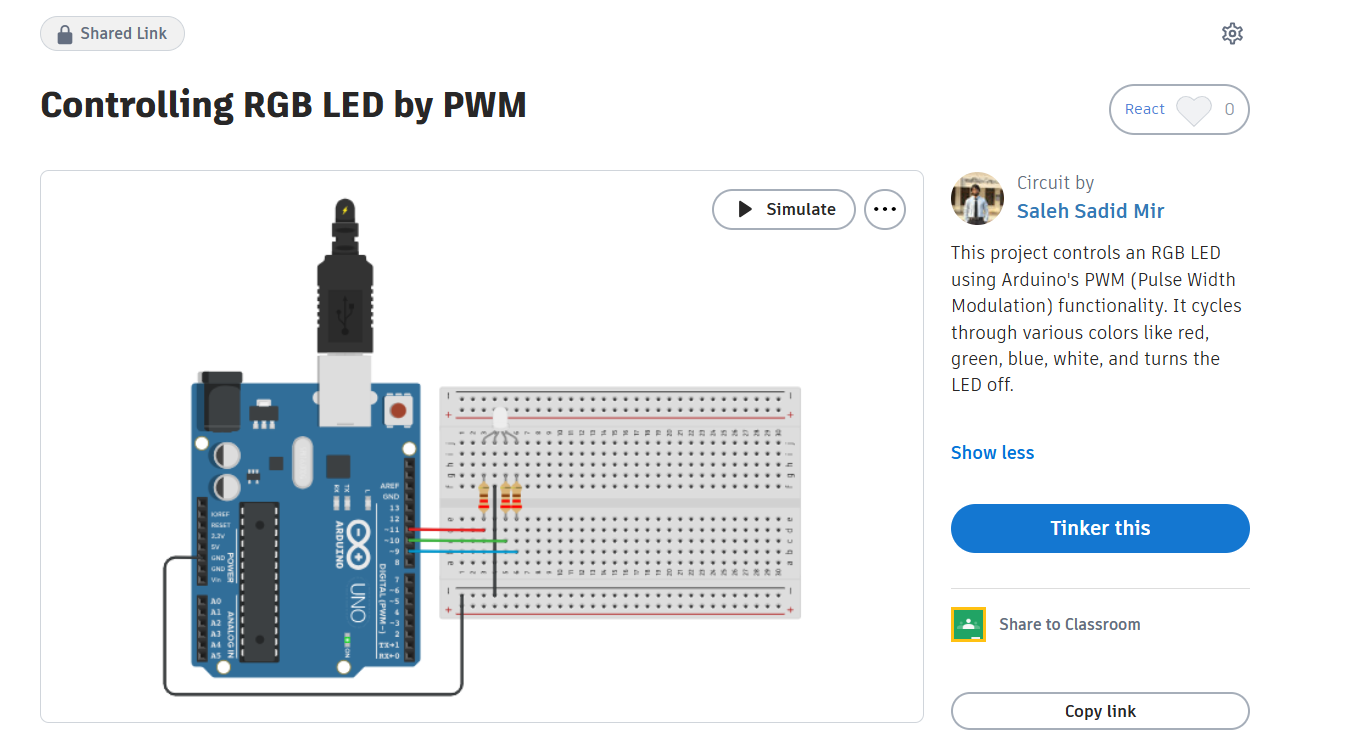 Shared Link
Controlling RGB LED by PWM
React 0
Simulate
Circuit by
Saleh Sadid Mir
This project controls an RGB LED
using Arduino's PWM (Pulse Width
Modulation) functionality. It cycles
through various colors like red,
green, blue, white, and turns the
LED off.
Show less
Tinker this
Share to Classroom
Copy link
AREF
GND
13
12
~11
~10
~9
8
7
~6
~5
4
~3
2
TX→1
RX←0
DIGITAL (PWM~)
IOREF
RESET
3.3V
5V
GND
GND
Vin
POWER
A0
A1
A2
A3
A4
A5
ANALOG IN
TX
RX
L
ARDUINO
UNO
ON